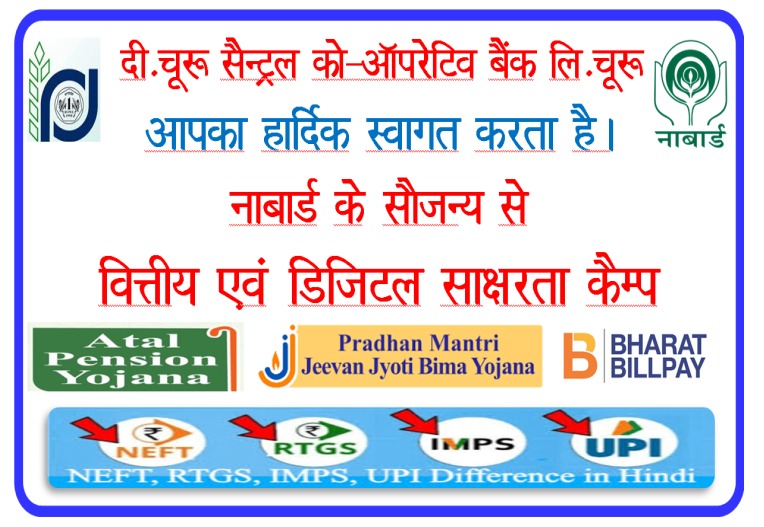 दी.चूरू सैन्ट्रल को-ऑपरेटिव बैंक लि.चूरू
आपका हार्दिक स्वागत करता है।
नाबार्ड
नाबार्ड के सौजन्य से
वित्तीय एवं डिजिटल साक्षरता कैम्प
Atal
Pension
Yojana
Pradhan Mantri
Jeevan Jyoti Bima Yojana
BHARAT
BILLPAY
NEFT
RTGS
IMPS
UPI
NEFT, RTGS, IMPS, UPI Difference in Hindi